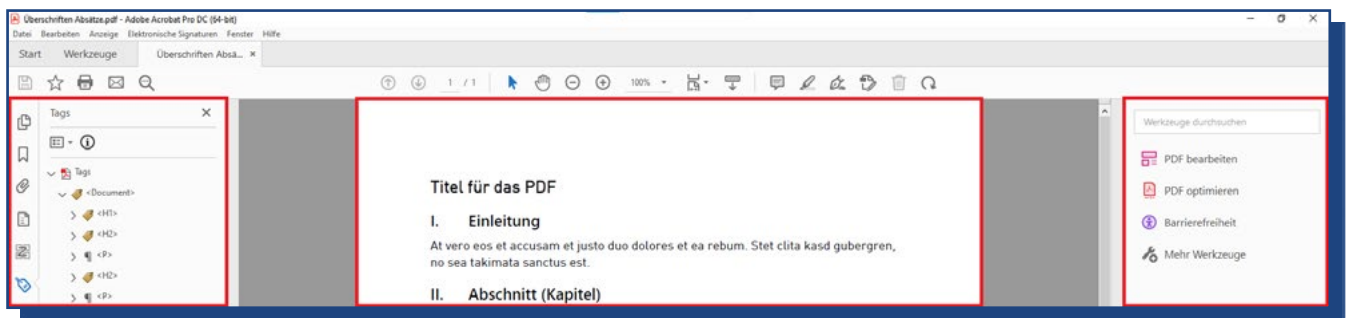 Überschriften Absätze.pdf - Adobe Acrobat Pro DC (64-bit)
Datei Bearbeiten Anzeige Elektronische Signaturen Fenster Hilfe
Start Werkzeuge Überschriften Absä... ×
1 / 1 100%
Tags
Tags
<Document>
<H1>
<H2>
<P>
<H2>
<P>
Titel für das PDF
I. Einleitung
At vero eos et accusam et justo duo dolores et ea rebum. Stet clita kasd gubergren,
no sea takimata sanctus est.
II. Abschnitt (Kapitel)
Werkzeuge durchsuchen
PDF bearbeiten
PDF optimieren
Barrierefreiheit
Mehr Werkzeuge